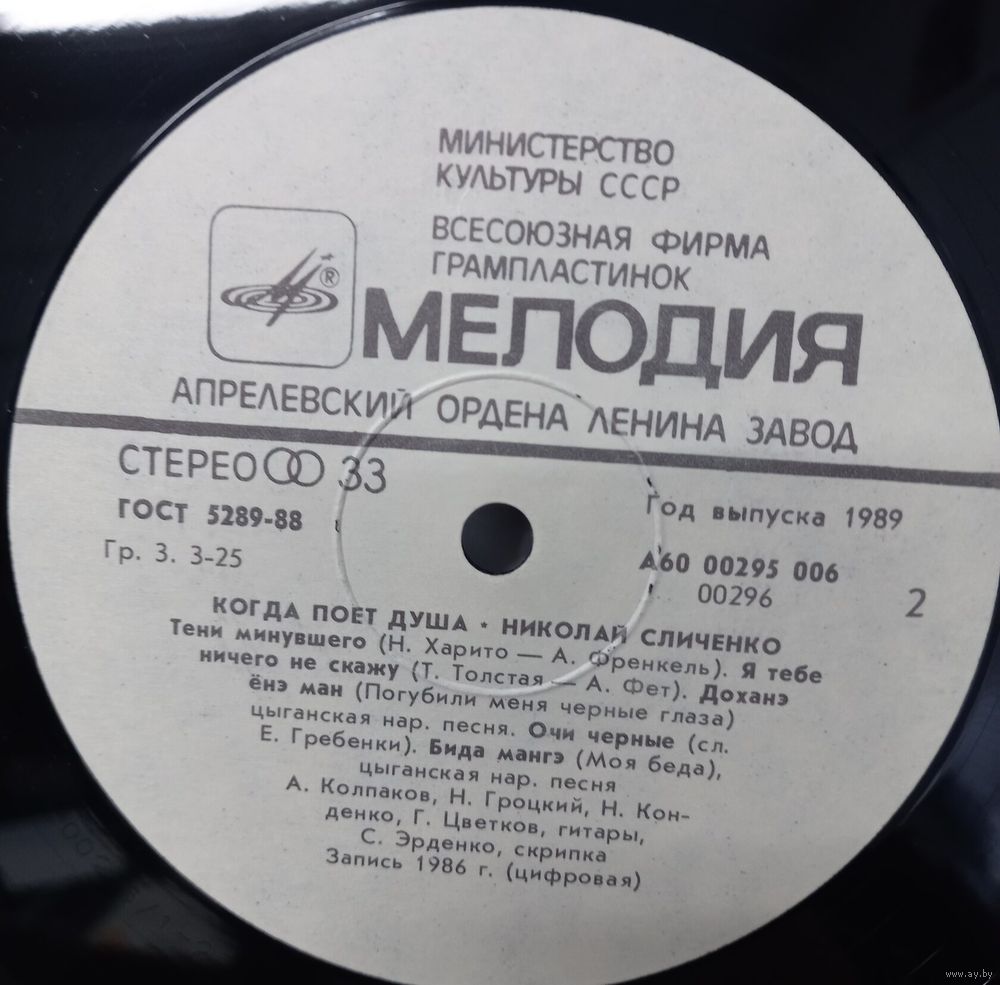 МИНИСТЕРСТВО
КУЛЬТУРЫ СССР
ВСЕСОЮЗНАЯ ФИРМА
ГРАМПЛАСТИНОК
®
МЕЛОДИЯ
АПРЕЛЕВСКИЙ ОРДЕНА ЛЕНИНА ЗАВОД
СТЕРЕО 33
ГОСТ 5289-88
Гр. 3. 3-25
Год выпуска 1989
А60 00295 006
00296
2
КОГДА ПОЕТ ДУША • НИКОЛАЙ СЛИЧЕНКО
Тени минувшего (Н. Харито — А. Френкель). Я тебе
ничего не скажу (Т. Толстая — А. Фет). Доханэ
ёнэ ман (Погубили меня черные глаза)
цыганская нар. песня. Очи черные (сл.
Е. Гребенки). Бида мангэ (Моя беда),
цыганская нар. песня
А. Колпаков, Н. Гроцкий, Н. Кон-
денко, Г. Цветков, гитары,
С. Эрденко, скрипка
Запись 1986 г. (цифровая)
www.ay.by